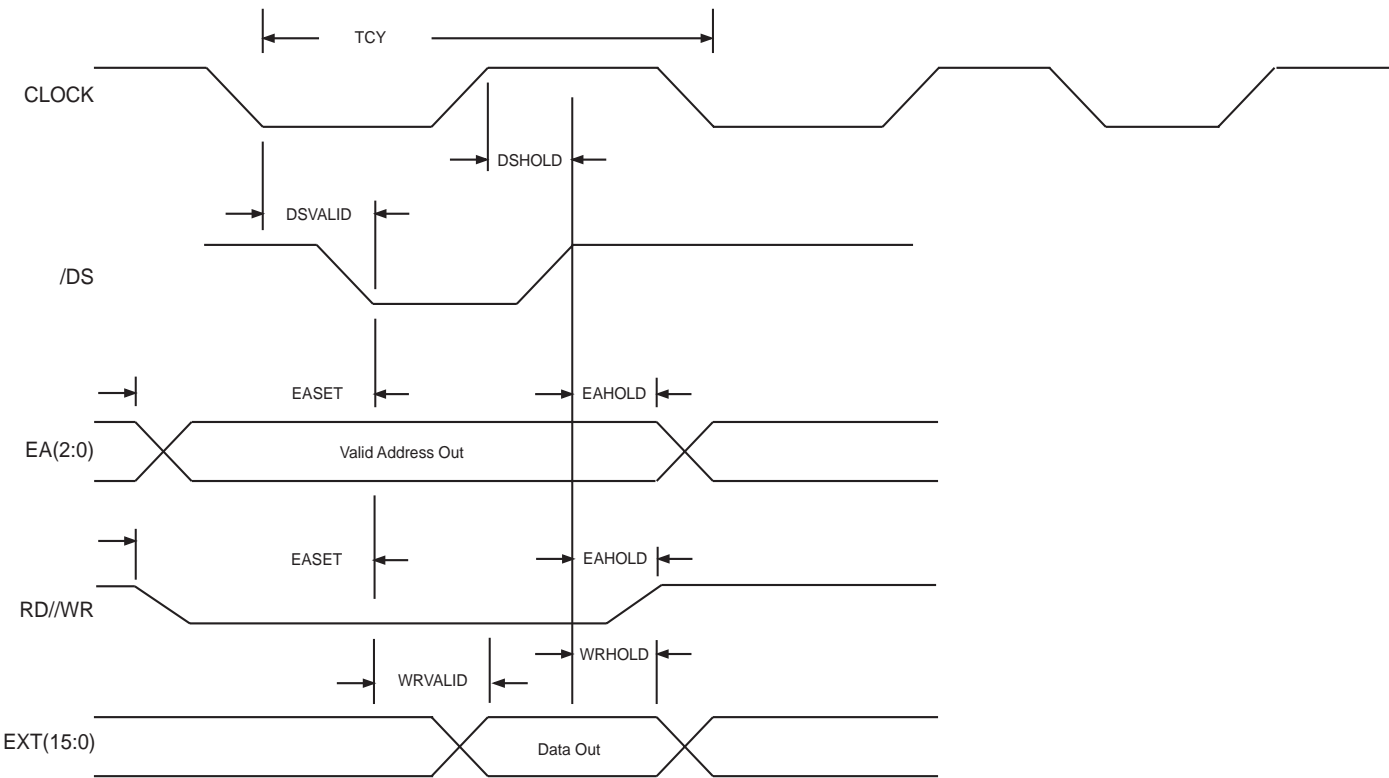 TCY
CLOCK
DSHOLD
DSVALID
/DS
EASET
EAHOLD
EA(2:0)
Valid Address Out
EASET
EAHOLD
RD//WR
WRHOLD
WRVALID
EXT(15:0)
Data Out